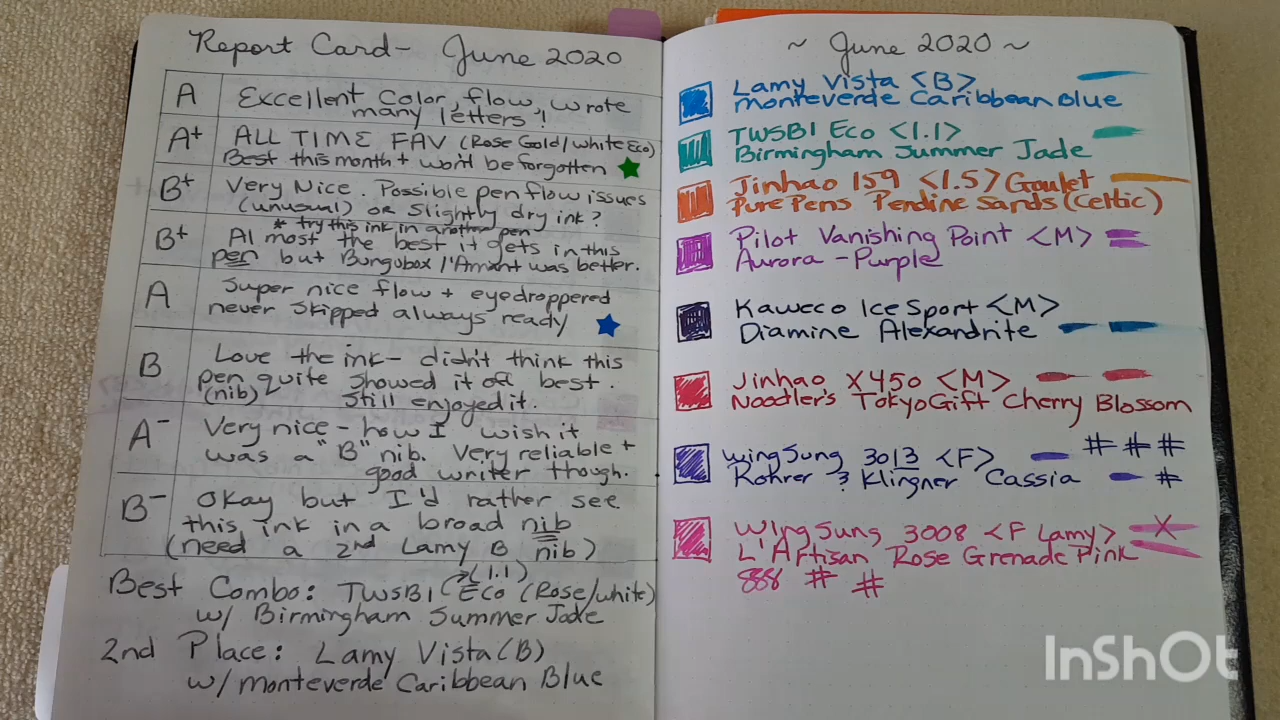 Report Card - June 2020
A Excellent Color, flow, wrote
many letters!
A+ ALL TIME FAV (Rose Gold/white Eco)
Best this month + won't be forgotten
B+ Very Nice. Possible pen flow issues
(unusual) or slightly dry ink?
* try this ink in another pen
B+ Almost the best it gets in this
pen but Bungubox l'Amant was better.
A Super nice flow + eyedroppered
never skipped always ready
B Love the ink - didn't think this
pen quite showed it off best.
(nib) still enjoyed it.
A- Very nice - how I wish it
was a "B" nib. Very reliable +
good writer though.
B- Okay but I'd rather see
this ink in a broad nib
(need a 2nd Lamy B nib)
Best Combo: TWSBI Eco (Rose/white)
(1.1)
w/ Birmingham Summer Jade
2nd Place: Lamy Vista (B)
w/ monteverde Caribbean Blue
~ June 2020 ~
Lamy Vista <B>
monteverde Caribbean Blue
TWSBI Eco <1.1>
Birmingham Summer Jade
Jinhao 159 <1.5> Goulet
Pure Pens Pendine Sands (Celtic)
Pilot Vanishing Point <M>
Aurora - Purple
Kaweco Ice Sport <M>
Diamine Alexandrite
Jinhao X450 <M>
Noodler's Tokyo Gift Cherry Blossom
Wing Sung 3013 <F> # # #
Rohrer & Klingner Cassia #
Wing Sung 3008 <F Lamy> X
L'Artisan Rose Grenade Pink
888 # #
InShOt